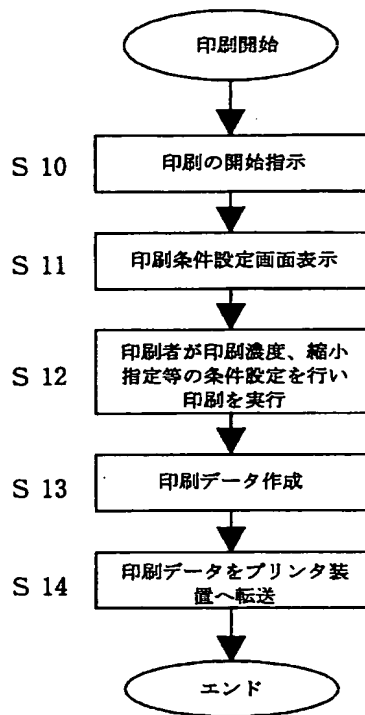 印刷開始
S 10
印刷の開始指示
S 11
印刷条件設定画面表示
S 12
印刷者が印刷濃度、縮小
指定等の条件設定を行い
印刷を実行
S 13
印刷データ作成
S 14
印刷データをプリンタ装
置へ転送
エンド